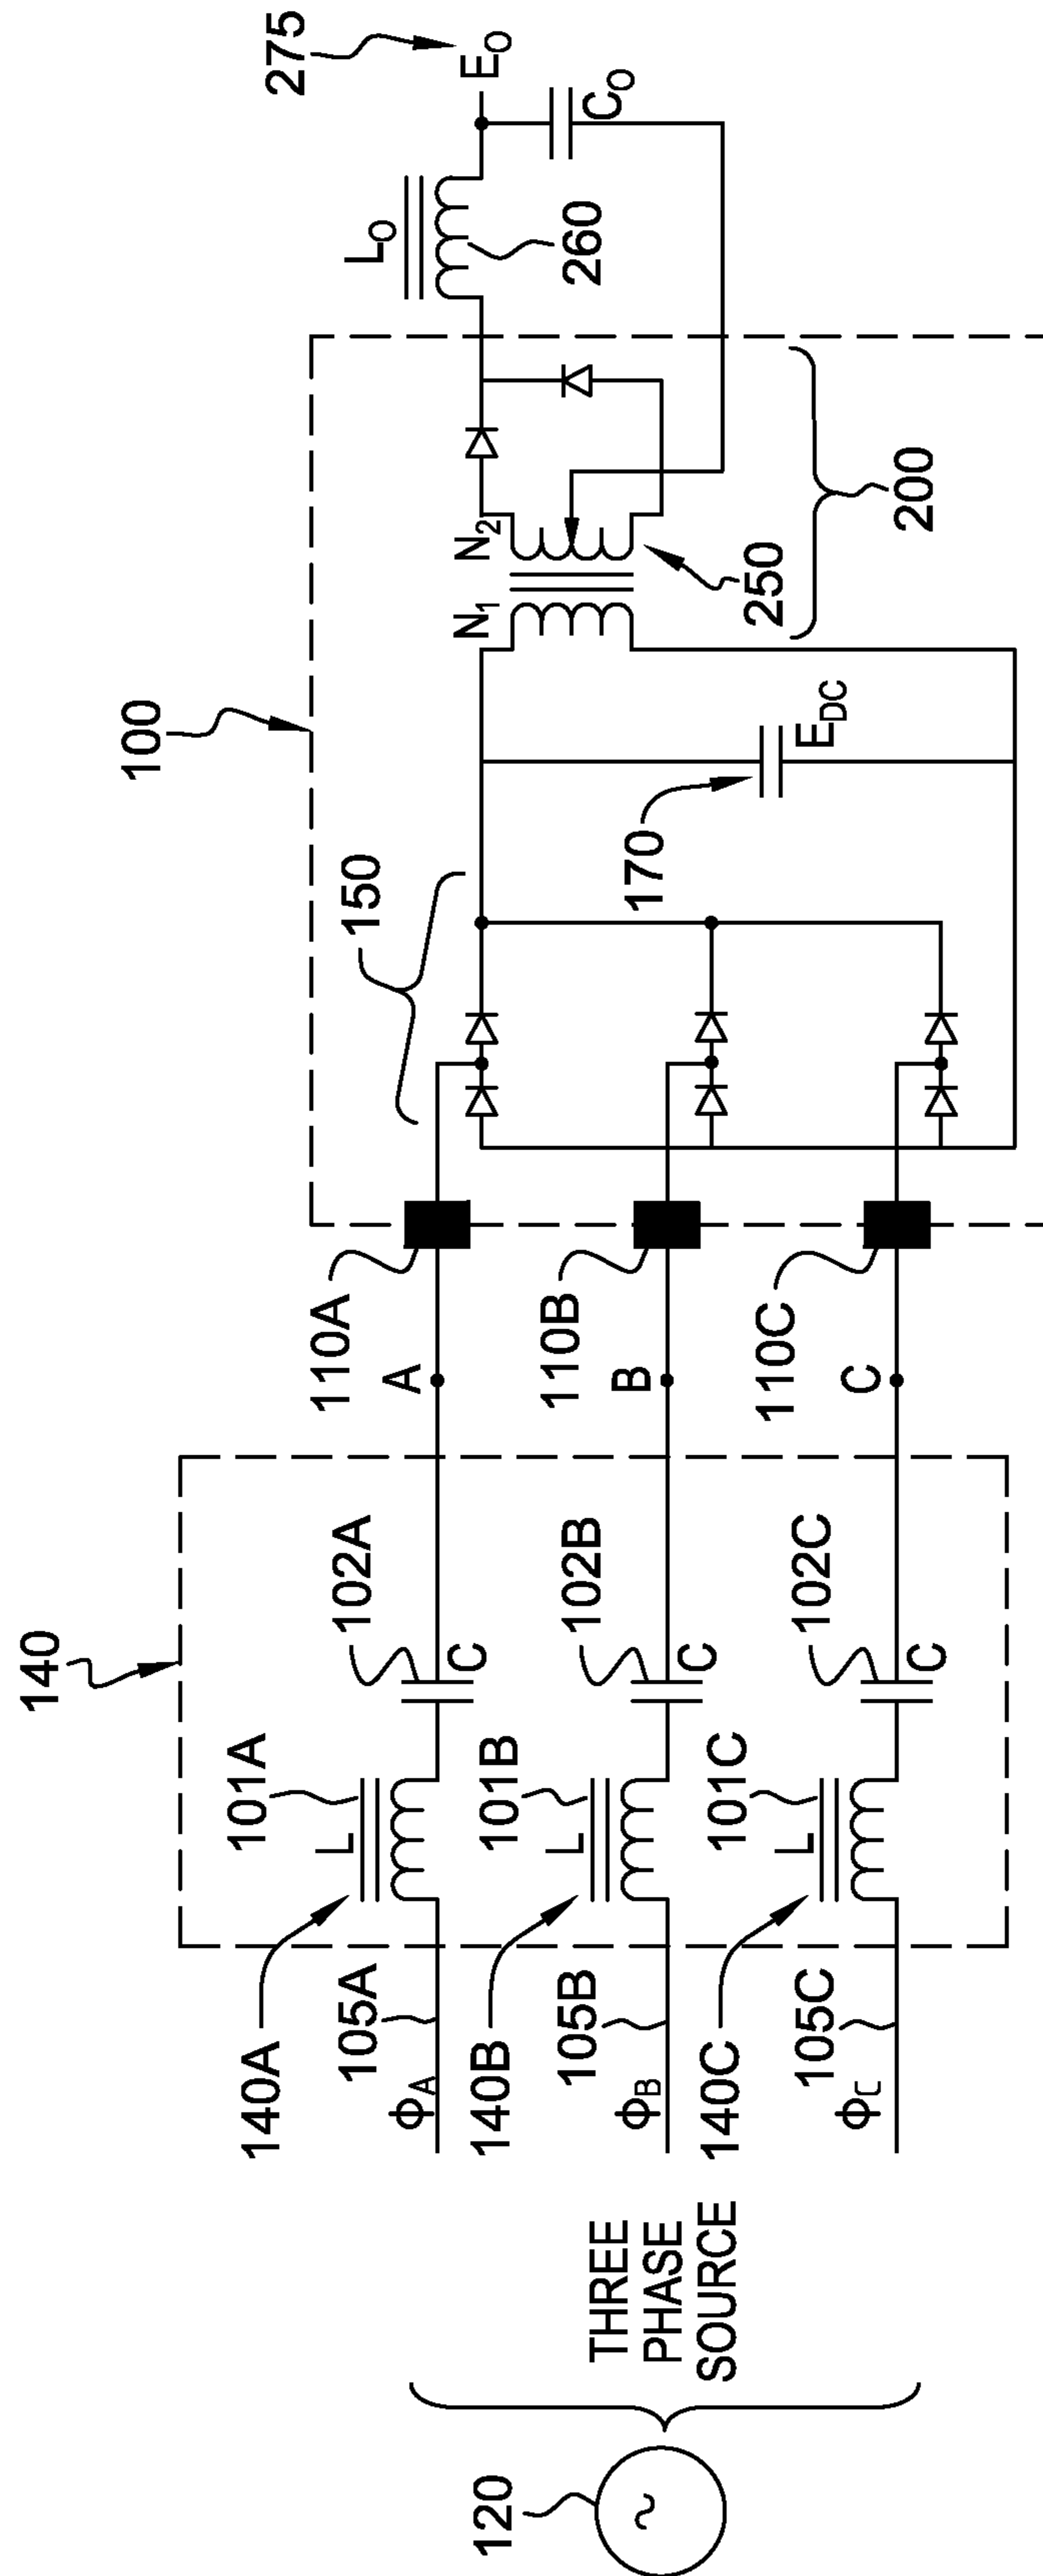 120
THREE
PHASE
SOURCE
140
140A
101A
L
102A
C
105A
ΦA
140B
101B
L
102B
C
105B
ΦB
140C
101C
L
102C
C
105C
ΦC
A
110A
B
110B
C
110C
100
150
170
EDC
N1
N2
250
200
LO
260
CO
EO
275